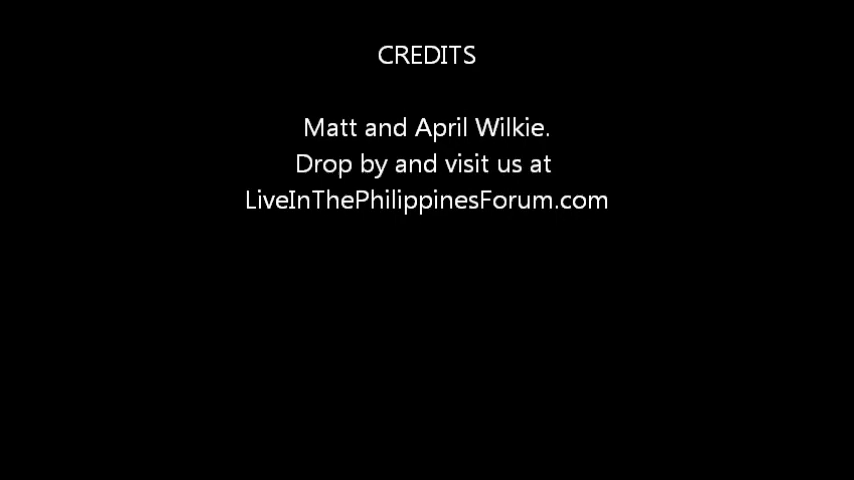 CREDITS
Matt and April Wilkie.
Drop by and visit us at
LiveInThePhilippinesForum.com